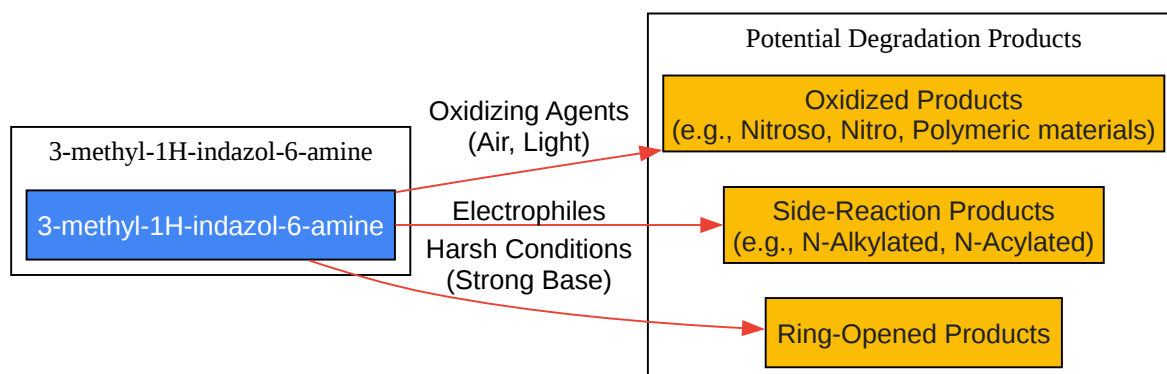 3-methyl-1H-indazol-6-amine
3-methyl-1H-indazol-6-amine
Oxidizing Agents
(Air, Light)
Electrophiles
Harsh Conditions
(Strong Base)
Potential Degradation Products
Oxidized Products
(e.g., Nitroso, Nitro, Polymeric materials)
Side-Reaction Products
(e.g., N-Alkylated, N-Acylated)
Ring-Opened Products